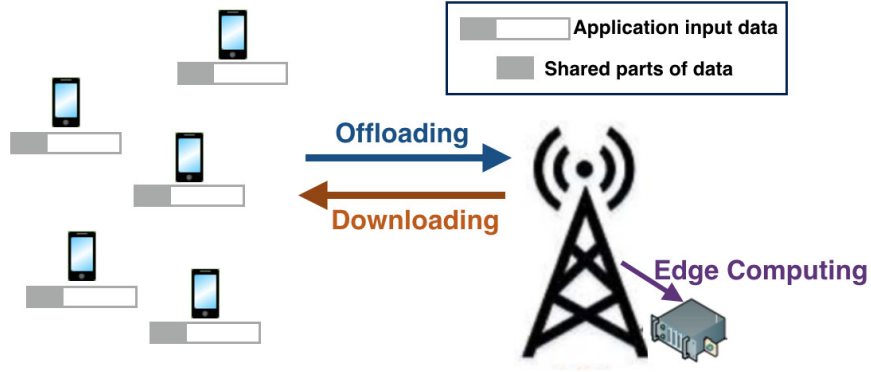 Application input data
Shared parts of data
Offloading
Downloading
Edge Computing